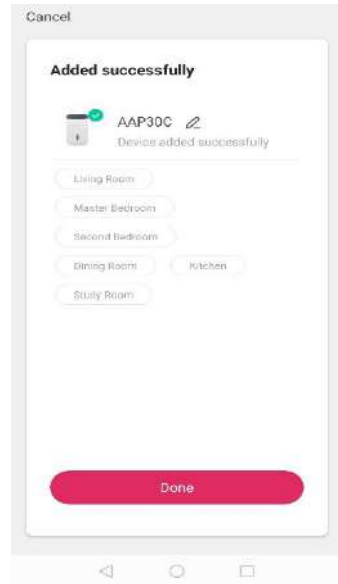 Cancel
Added successfully
AAP30C
Device added successfully
Living Room
Master Bedroom
Second Bedroom
Dining Room Kitchen
Study Room
Done